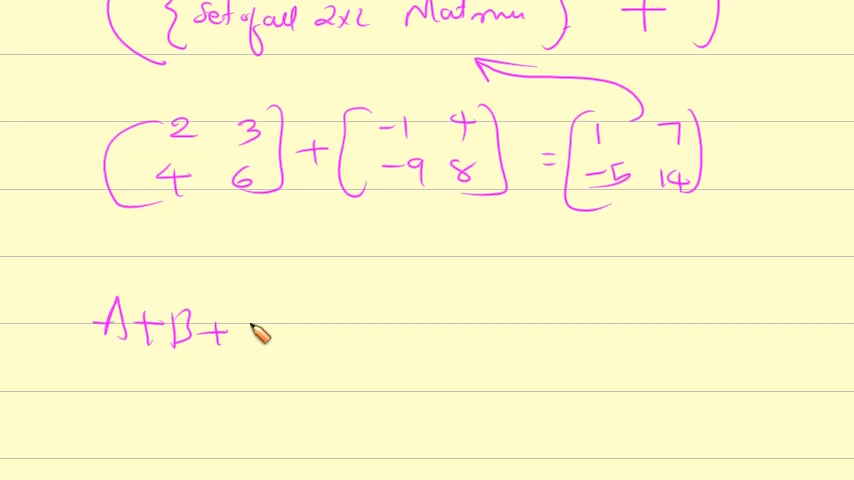 ( { Set of all 2x2 Matrices ) + )
( 2 3 ] + [ -1 4 ] = [ 1 7 )
4 6 -9 8 -5 14
A+B+